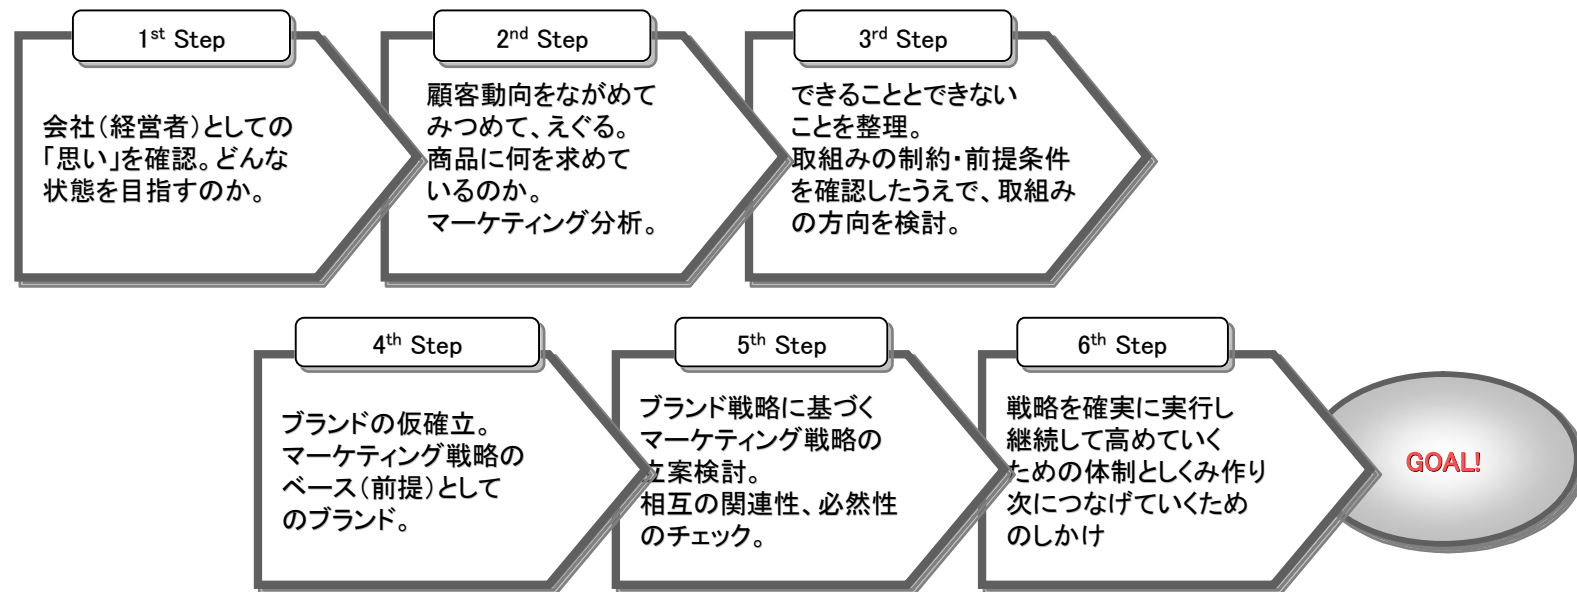 1st Step
会社（経営者）としての
「思い」を確認。どんな
状態を目指すのか。
2nd Step
顧客動向をながめて
みつめて、えぐる。
商品に何を求めて
いるのか。
マーケティング分析。
3rd Step
できることとできない
ことを整理。
取組みの制約・前提条件
を確認したうえで、取組み
の方向を検討。
4th Step
ブランドの仮確立。
マーケティング戦略の
ベース（前提）として
のブランド。
5th Step
ブランド戦略に基づく
マーケティング戦略の
立案検討。
相互の関連性、必然性
のチェック。
6th Step
戦略を確実に実行し
継続して高めていく
ための体制としくみ作り
次につなげていくため
のしかけ
GOAL!